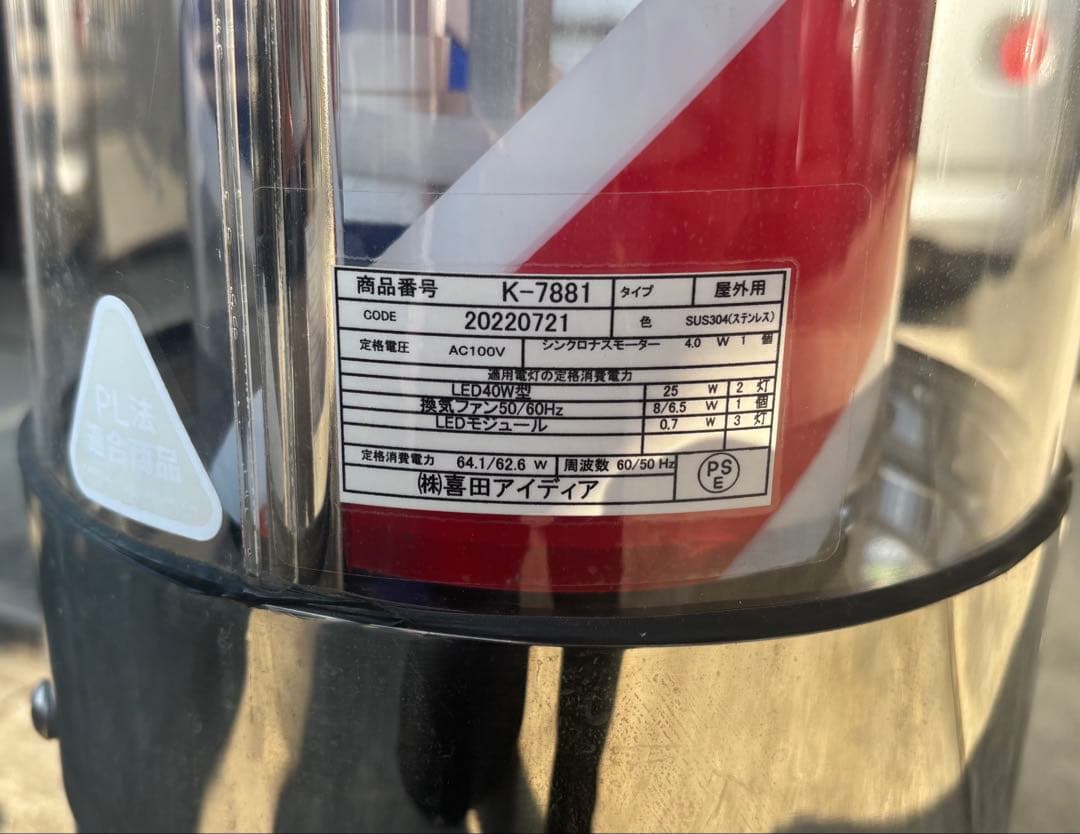 商品番号 K-7881 タイプ 屋外用
CODE 20220721 色 SUS304(ステンレス)
定格電圧 AC100V シンクロナスモーター 4.0 W 1 個
適用電灯の定格消費電力
LED40W型 25 W 2 灯
換気ファン50/60Hz 8/6.5 W 1 個
LEDモジュール 0.7 W 3 灯
定格消費電力 64.1/62.6 W 周波数 60/50 Hz
(株)喜田アイディア
PS
E
PL法
適合商品